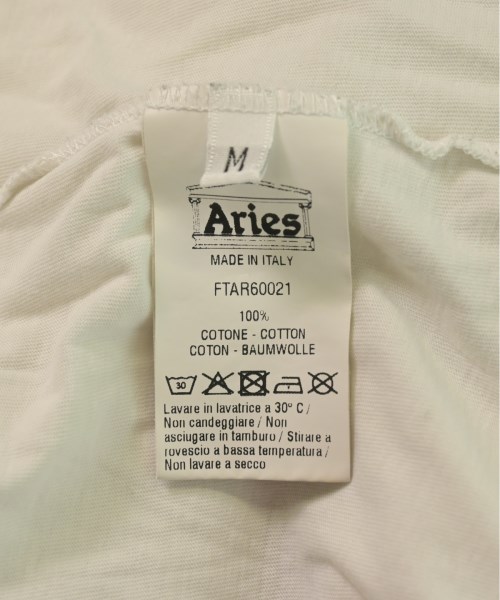 M
Aries
MADE IN ITALY
FTAR60021
100%
COTONE - COTTON
COTON - BAUMWOLLE
30
Lavare in lavatrice a 30° C /
Non candeggiare / Non
asciugare in tamburo / Stirare a
rovescio a bassa temperatura /
Non lavare a secco